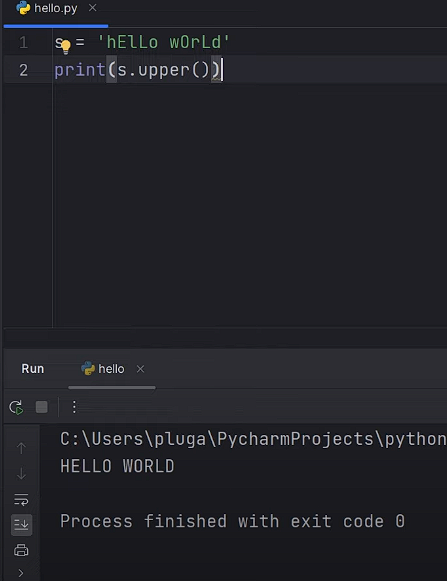 hello.py
1 s = 'hElLo wOrLd'
2 print(s.upper())
Run hello
C:\Users\pluga\PycharmProjects\python
HELLO WORLD
Process finished with exit code 0